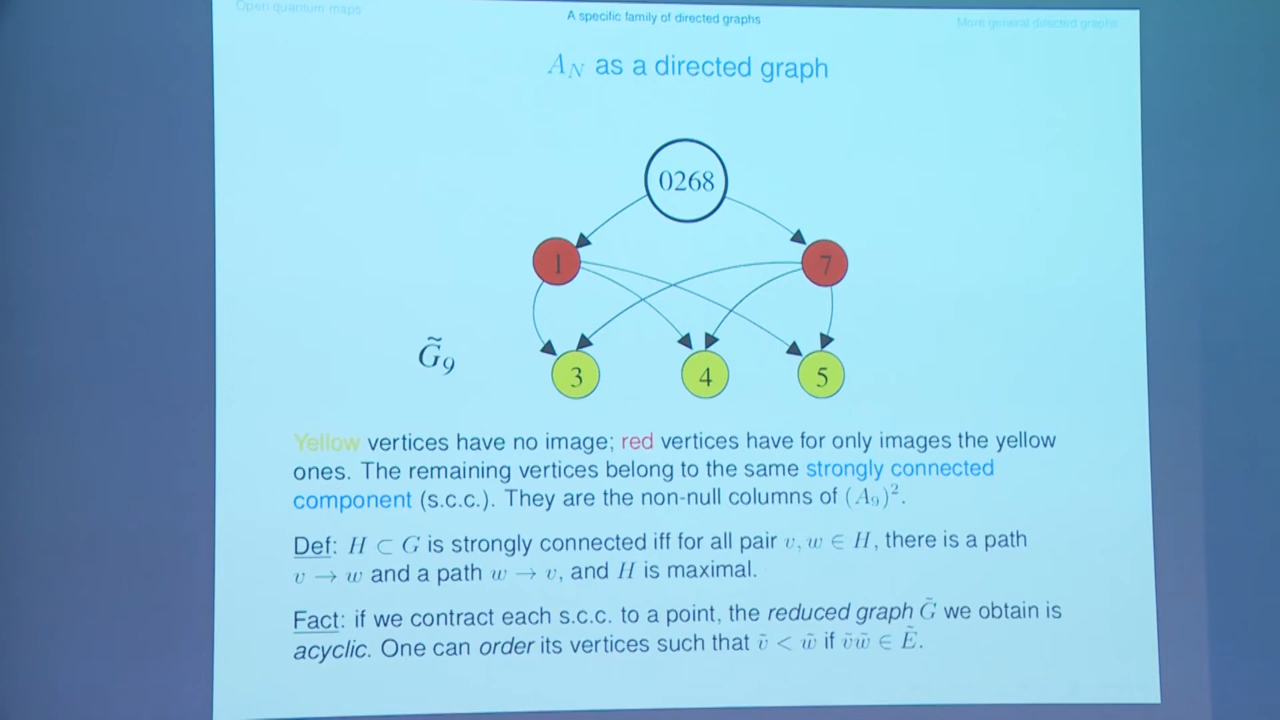 Open quantum maps
A specific family of directed graphs
More general directed graphs
A_N as a directed graph
0268
1
7
G̃₉
3
4
5
Yellow vertices have no image; red vertices have for only images the yellow
ones. The remaining vertices belong to the same strongly connected
component (s.c.c.). They are the non-null columns of (A₉)².
Def: H ⊂ G is strongly connected iff for all pair v, w ∈ H, there is a path
v → w and a path w → v, and H is maximal.
Fact: if we contract each s.c.c. to a point, the reduced graph G̃ we obtain is
acyclic. One can order its vertices such that ṽ < w̃ if ṽw̃ ∈ Ẽ.